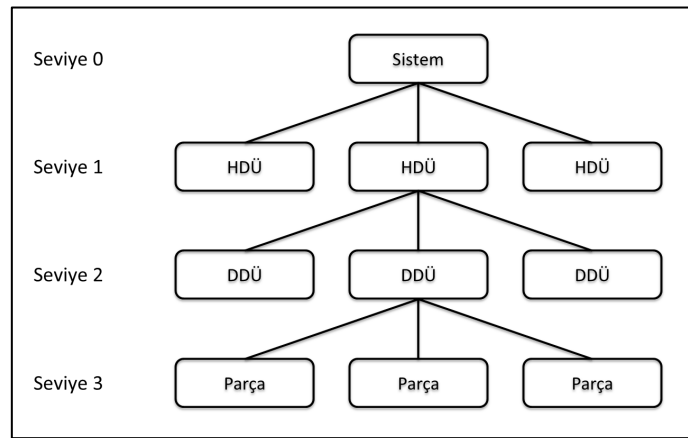 Seviye 0 Sistem
Seviye 1 HDÜ HDÜ HDÜ
Seviye 2 DDÜ DDÜ DDÜ
Seviye 3 Parça Parça Parça